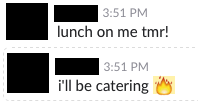 3:51 PM
lunch on me tmr!
3:51 PM
i'll be catering 🔥